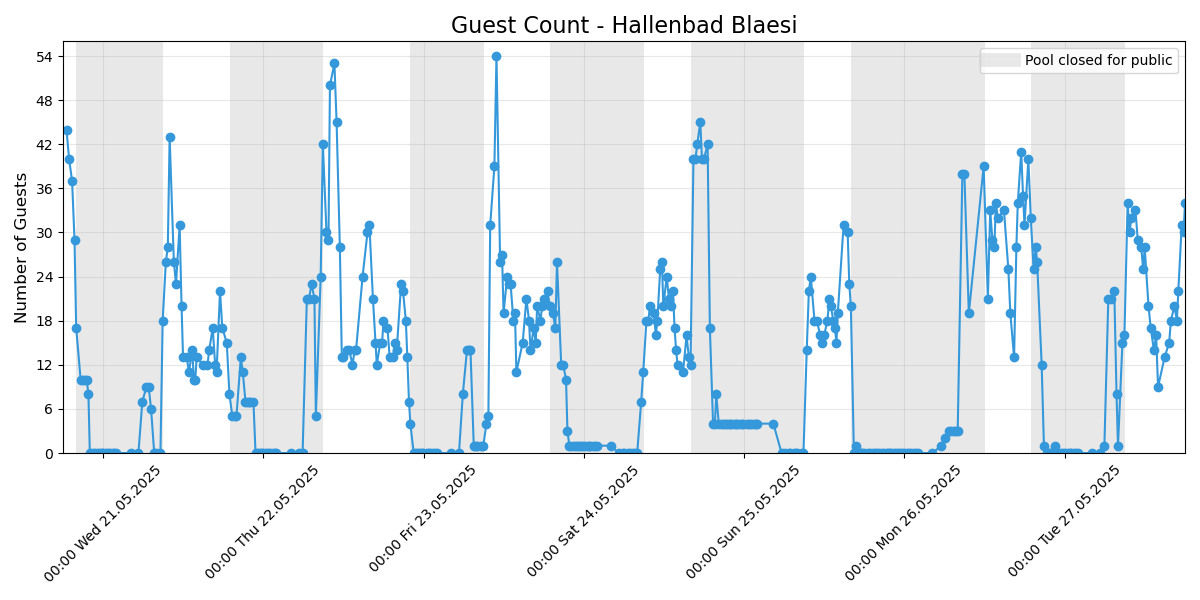 Guest Count - Hallenbad Blaesi
Pool closed for public
Number of Guests
54
48
42
36
30
24
18
12
6
0
00:00 Wed 21.05.2025
00:00 Thu 22.05.2025
00:00 Fri 23.05.2025
00:00 Sat 24.05.2025
00:00 Sun 25.05.2025
00:00 Mon 26.05.2025
00:00 Tue 27.05.2025